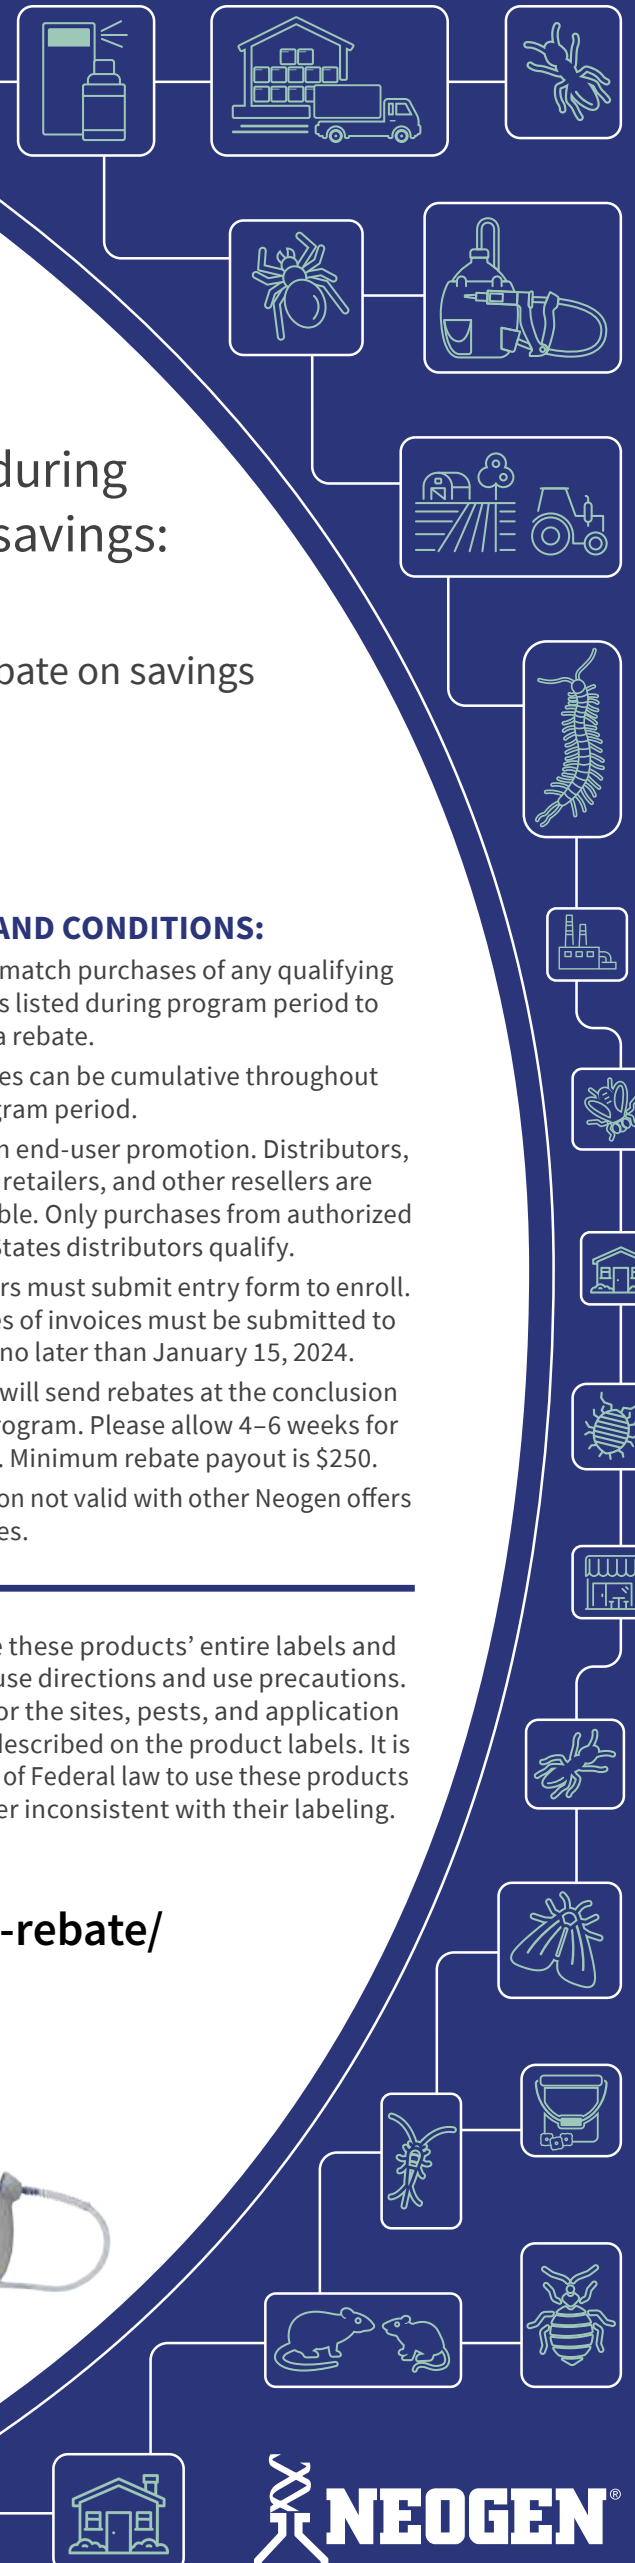 during
savings:
bate on savings
AND CONDITIONS:
match purchases of any qualifying
s listed during program period to
a rebate.
es can be cumulative throughout
gram period.
n end-user promotion. Distributors,
retailers, and other resellers are
ble. Only purchases from authorized
States distributors qualify.
rs must submit entry form to enroll.
es of invoices must be submitted to
no later than January 15, 2024.
will send rebates at the conclusion
rogram. Please allow 4–6 weeks for
. Minimum rebate payout is $250.
on not valid with other Neogen offers
es.
e these products’ entire labels and
use directions and use precautions.
or the sites, pests, and application
described on the product labels. It is
of Federal law to use these products
er inconsistent with their labeling.
-rebate/
NEOGEN®